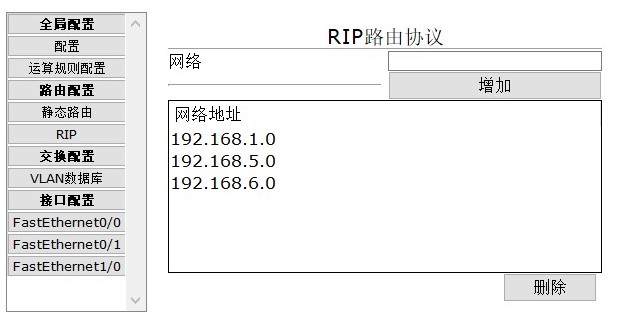 全局配置
配置
运算规则配置
路由配置
静态路由
RIP
交换配置
VLAN数据库
接口配置
FastEthernet0/0
FastEthernet0/1
FastEthernet1/0
RIP路由协议
网络
增加
网络地址
192.168.1.0
192.168.5.0
192.168.6.0
删除